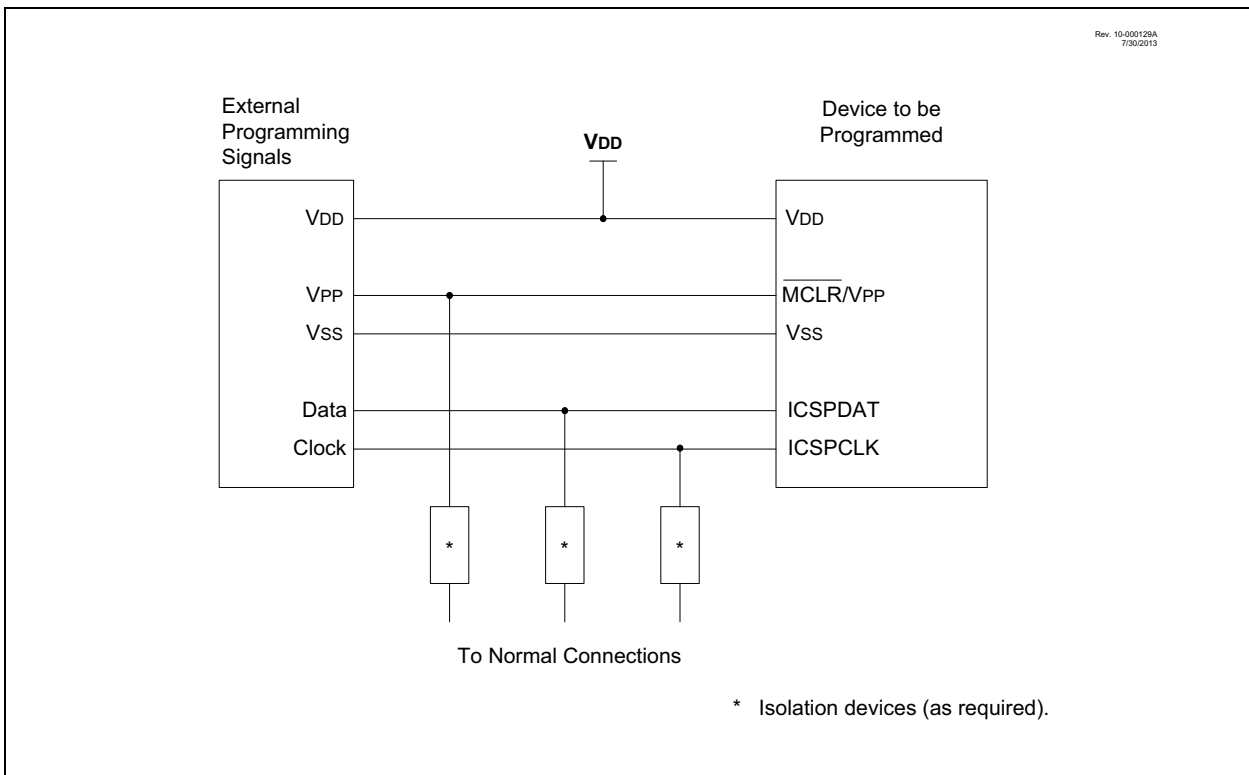 Rev. 10-000129A
7/30/2013
External
Programming
Signals
VDD
Device to be
Programmed
VDD
VDD
VPP
MCLR/VPP
VSS
VSS
Data
ICSPDAT
Clock
ICSPCLK
*
*
*
To Normal Connections
* Isolation devices (as required).